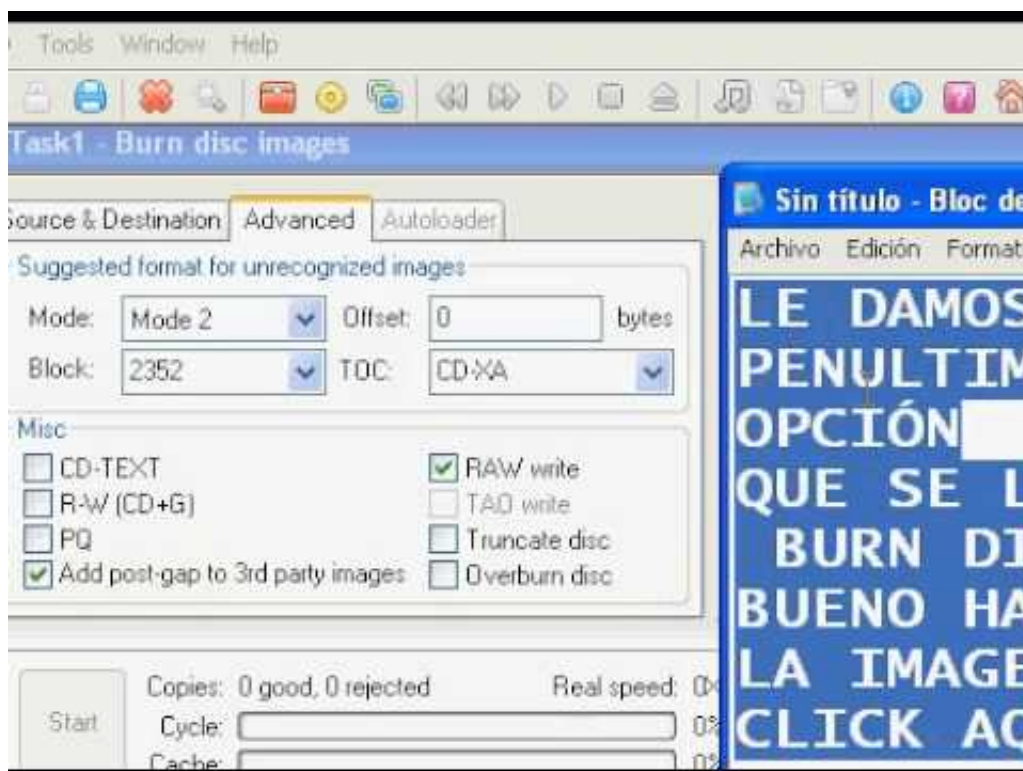 Tools Window Help
Task1 - Burn disc images
Source & Destination Advanced Autoloader
Suggested format for unrecognized images
Mode: Mode 2 Offset: 0 bytes
Block: 2352 TOC: CD-XA
Misc
CD-TEXT RAW write
R-W (CD+G) TAO write
PQ Truncate disc
Add post-gap to 3rd party images Overburn disc
Start
Copies: 0 good, 0 rejected Real speed: 0x
Cycle: 0%
Cache: 0%
Sin título - Bloc de
Archivo Edición Format
LE DAMOS
PENULTIM
OPCIÓN
QUE SE L
BURN DI
BUENO HA
LA IMAGE
CLICK AQ